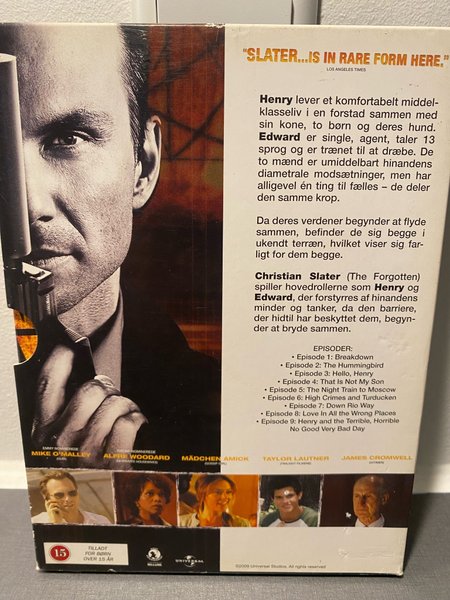 "SLATER...IS IN RARE FORM HERE."
LOS ANGELES TIMES
Henry lever et komfortabelt middel-
klasseliv i en forstad sammen med
sin kone, to børn og deres hund.
Edward er single, agent, taler 13
sprog og er trænet til at dræbe. De
to mænd er umiddelbart hinandens
diametrale modsætninger, men har
alligevel én ting til fælles – de deler
den samme krop.
Da deres verdener begynder at flyde
sammen, befinder de sig begge i
ukendt terræn, hvilket viser sig far-
ligt for dem begge.
Christian Slater (The Forgotten)
spiller hovedrollerne som Henry og
Edward, der forstyrres af hinandens
minder og tanker, da den barriere,
der hidtil har beskyttet dem, begyn-
der at bryde sammen.
EPISODER:
• Episode 1: Breakdown
• Episode 2: The Hummingbird
• Episode 3: Hello, Henry
• Episode 4: That Is Not My Son
• Episode 5: The Night Train to Moscow
• Episode 6: High Crimes and Turducken
• Episode 7: Down Rio Way
• Episode 8: Love In All the Wrong Places
• Episode 9: Henry and the Terrible, Horrible
No Good Very Bad Day
MIKE O'MALLEY
ALFRE WOODARD
MÄDCHEN AMICK
TAYLOR LAUTNER
JAMES CROMWELL
15
TILLADT
FOR BØRN
OVER 15 ÅR
UNIVERSAL
©2009 Universal Studios. All rights reserved